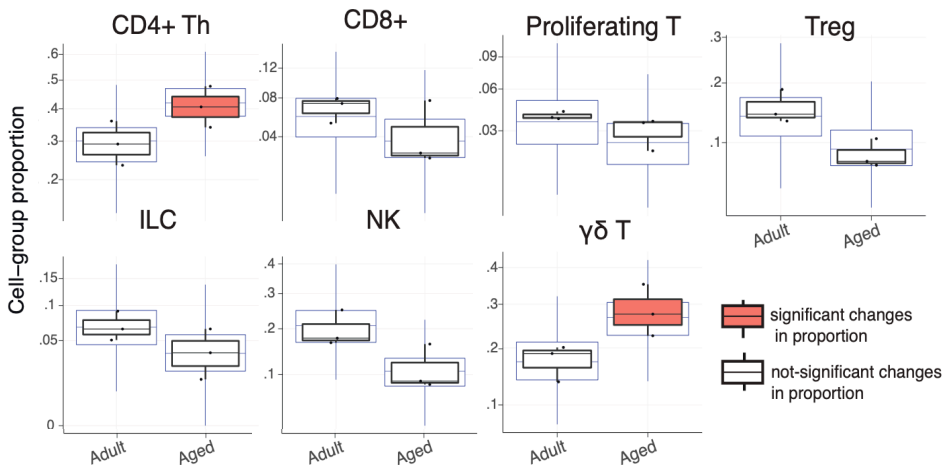 CD4+ Th
CD8+
Proliferating T
Treg
Cell-group proportion
.6
.5
.4
.3
.2
.12
.08
.04
.09
.06
.03
.3
.2
.1
Adult
Aged
ILC
NK
γδ T
.15
.1
.05
0
.4
.3
.2
.1
.4
.3
.2
.1
Adult
Aged
Adult
Aged
Adult
Aged
significant changes
in proportion
not-significant changes
in proportion